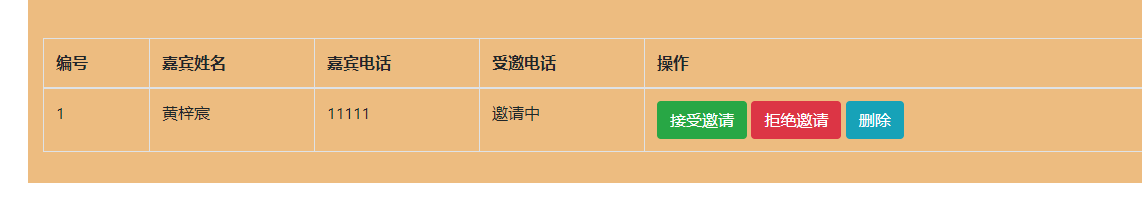 编号 嘉宾姓名 嘉宾电话 受邀电话 操作
1 黄梓宸 11111 邀请中 接受邀请 拒绝邀请 删除